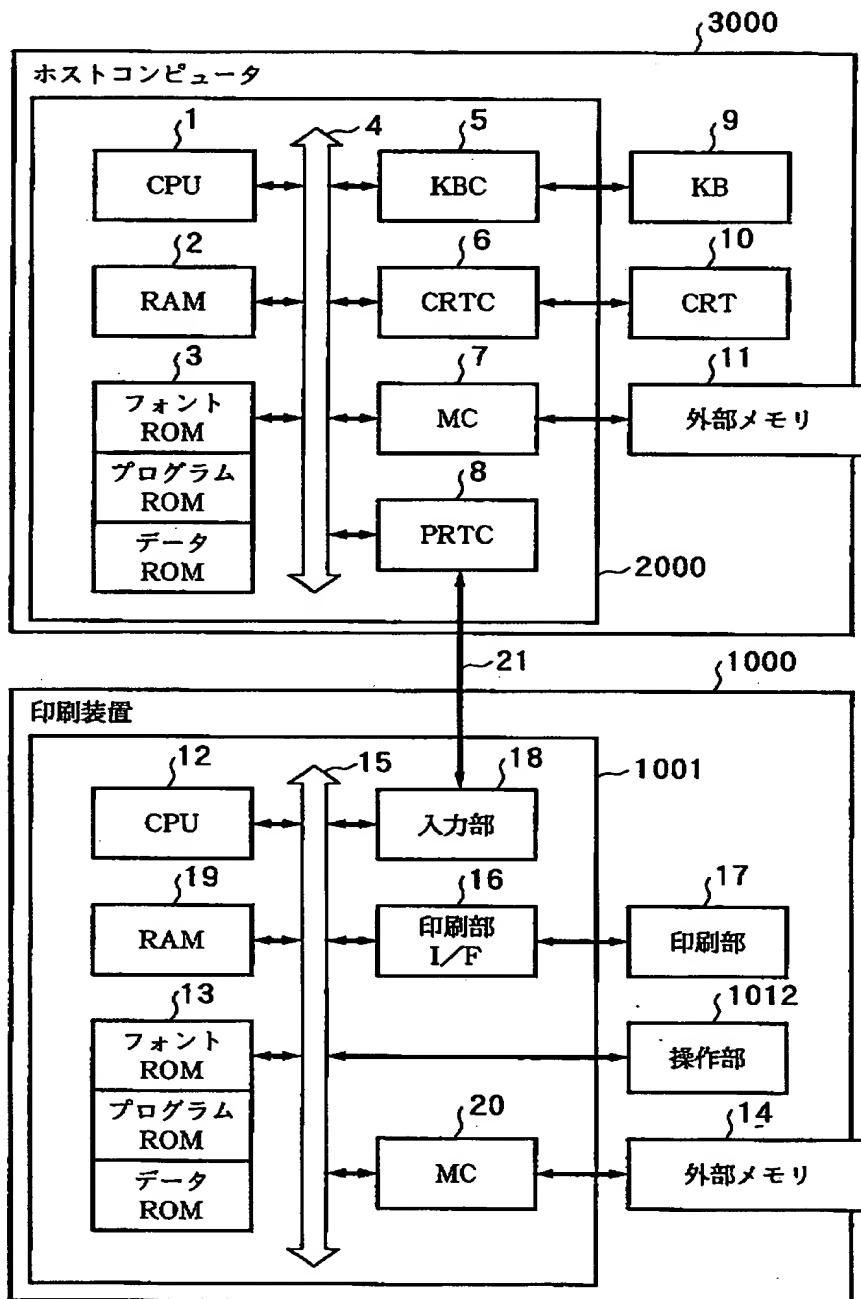 3000
ホストコンピュータ
1
4
5
9
CPU
KBC
KB
2
6
10
RAM
CRTC
CRT
3
7
11
フォント
ROM
MC
外部メモリ
プログラム
ROM
8
データ
ROM
PRTC
2000
21
1000
印刷装置
12
15
18
1001
CPU
入力部
19
16
17
RAM
印刷部
I/F
印刷部
13
1012
フォント
ROM
操作部
プログラム
ROM
20
14
データ
ROM
MC
外部メモリ